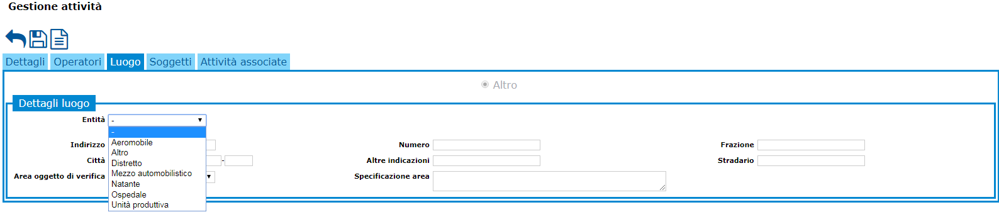 Gestione attività
Dettagli Operatori Luogo Soggetti Attività associate
Altro
Dettagli luogo
Entità -
-
Aeromobile
Altro
Distretto
Mezzo automobilistico
Natante
Ospedale
Unità produttiva
Indirizzo Numero Frazione
Città - Altre indicazioni Stradario
Area oggetto di verifica Specificazione area